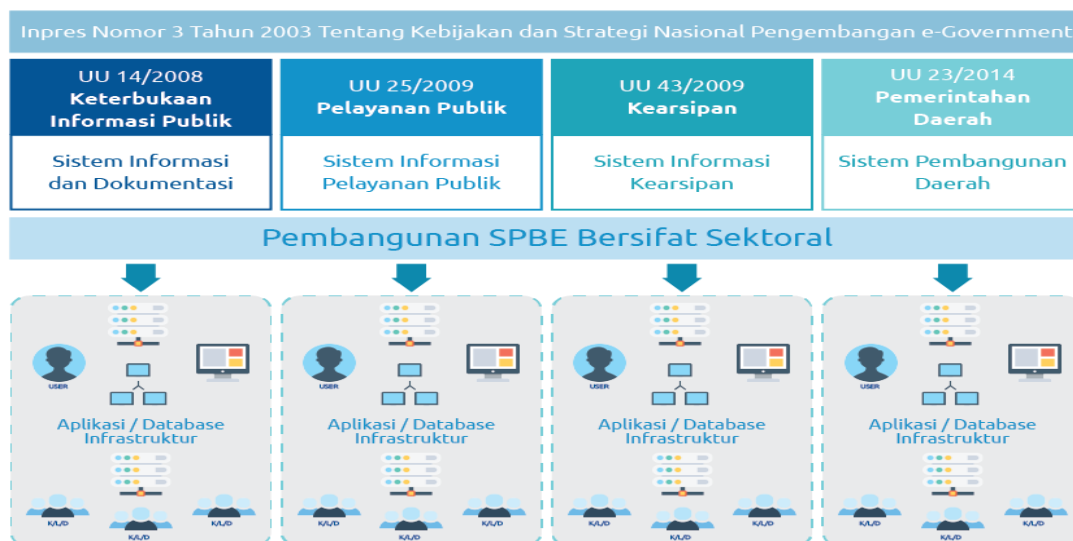 Inpres Nomor 3 Tahun 2003 Tentang Kebijakan dan Strategi Nasional Pengembangan e-Government
UU 14/2008
Keterbukaan
Informasi Publik
Sistem Informasi
dan Dokumentasi
UU 25/2009
Pelayanan Publik
Sistem Informasi
Pelayanan Publik
UU 43/2009
Kearsipan
Sistem Informasi
Kearsipan
UU 23/2014
Pemerintahan
Daerah
Sistem Pembangunan
Daerah
Pembangunan SPBE Bersifat Sektoral
USER
Aplikasi / Database
Infrastruktur
K/L/D
K/L/D
K/L/D
USER
Aplikasi / Database
Infrastruktur
K/L/D
K/L/D
K/L/D
USER
Aplikasi / Database
Infrastruktur
K/L/D
K/L/D
K/L/D
USER
Aplikasi / Database
Infrastruktur
K/L/D
K/L/D
K/L/D